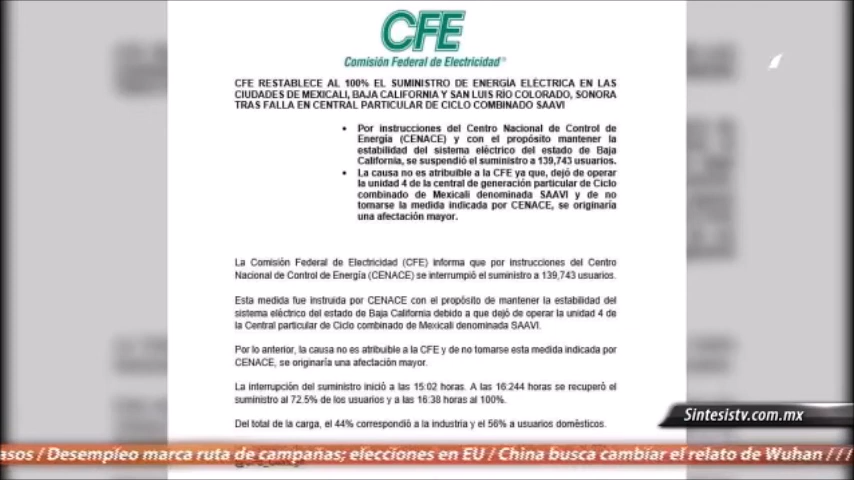 CFE
Comisión Federal de Electricidad®
CFE RESTABLECE AL 100% EL SUMINISTRO DE ENERGÍA ELÉCTRICA EN LAS
CIUDADES DE MEXICALI, BAJA CALIFORNIA Y SAN LUIS RÍO COLORADO, SONORA
TRAS FALLA EN CENTRAL PARTICULAR DE CICLO COMBINADO SAAVI
• Por instrucciones del Centro Nacional de Control de
Energía (CENACE) y con el propósito mantener la
estabilidad del sistema eléctrico del estado de Baja
California, se suspendió el suministro a 139,743 usuarios.
• La causa no es atribuible a la CFE ya que, dejó de operar
la unidad 4 de la central de generación particular de Ciclo
combinado de Mexicali denominada SAAVI y de no
tomarse la medida indicada por CENACE, se originaría
una afectación mayor.
La Comisión Federal de Electricidad (CFE) informa que por instrucciones del Centro
Nacional de Control de Energía (CENACE) se interrumpió el suministro a 139,743 usuarios.
Esta medida fue instruida por CENACE con el propósito de mantener la estabilidad del
sistema eléctrico del estado de Baja California debido a que dejó de operar la unidad 4 de
la Central particular de Ciclo combinado de Mexicali denominada SAAVI.
Por lo anterior, la causa no es atribuible a la CFE y de no tomarse esta medida indicada por
CENACE, se originaría una afectación mayor.
La interrupción del suministro inició a las 15:02 horas. A las 16:244 horas se recuperó el
suministro al 72.5% de los usuarios y a las 16:38 horas al 100%.
Del total de la carga, el 44% correspondió a la industria y el 56% a usuarios domésticos.
Sintesistv.com.mx
asos / Desempleo marca ruta de campañas; elecciones en EU / China busca cambiar el relato de Wuhan / / /